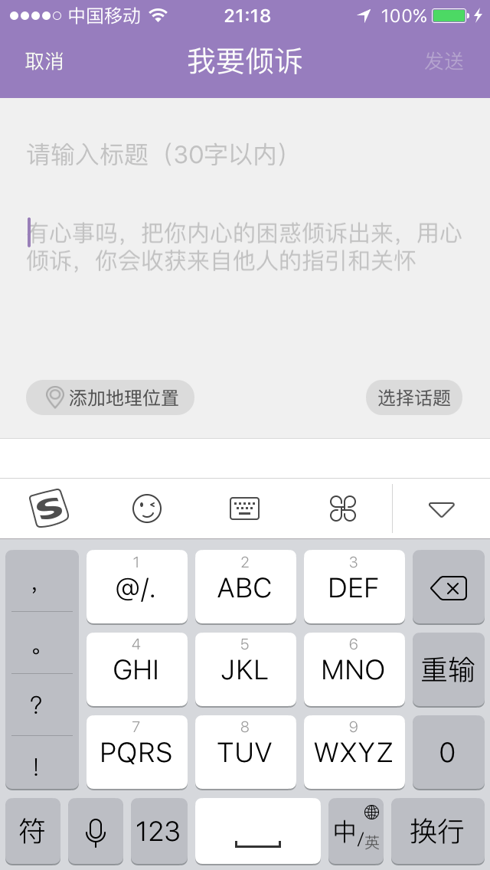 中国移动 21:18 100%
取消 我要倾诉 发送
请输入标题（30字以内）
有心事吗，把你内心的困惑倾诉出来，用心
倾诉，你会收获来自他人的指引和关怀
添加地理位置 选择话题
S
， 1 @/. 2 ABC 3 DEF
。 4 GHI 5 JKL 6 MNO 重输
? 7 PQRS 8 TUV 9 WXYZ 0
!
符 123 中/英 换行